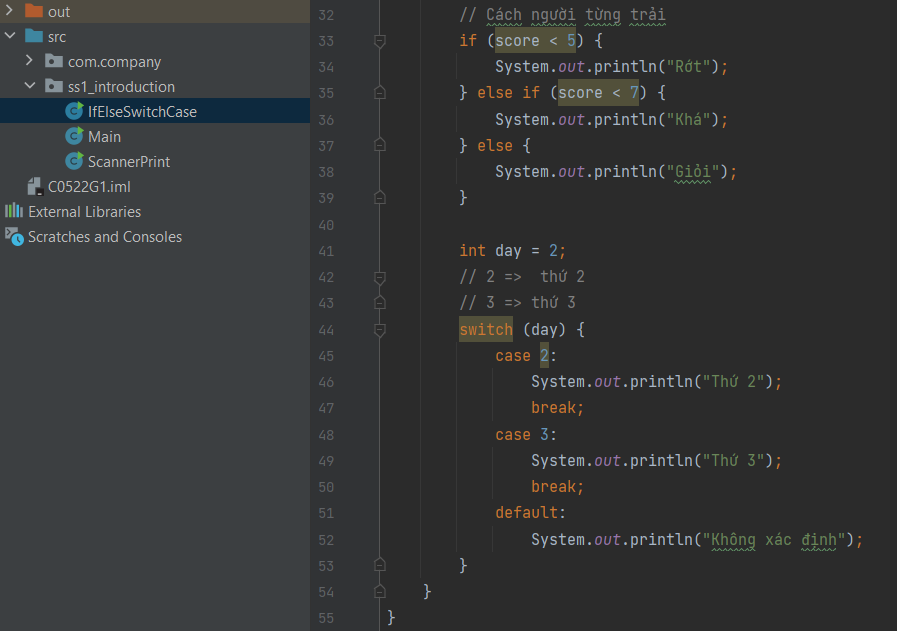 out
src
com.company
ss1_introduction
IfElseSwitchCase
Main
ScannerPrint
C0522G1.iml
External Libraries
Scratches and Consoles
32 // Cách người từng trải
33 if (score < 5) {
34 System.out.println("Rớt");
35 } else if (score < 7) {
36 System.out.println("Khá");
37 } else {
38 System.out.println("Giỏi");
39 }
40
41 int day = 2;
42 // 2 => thứ 2
43 // 3 => thứ 3
44 switch (day) {
45 case 2:
46 System.out.println("Thứ 2");
47 break;
48 case 3:
49 System.out.println("Thứ 3");
50 break;
51 default:
52 System.out.println("Không xác định");
53 }
54 }
55 }